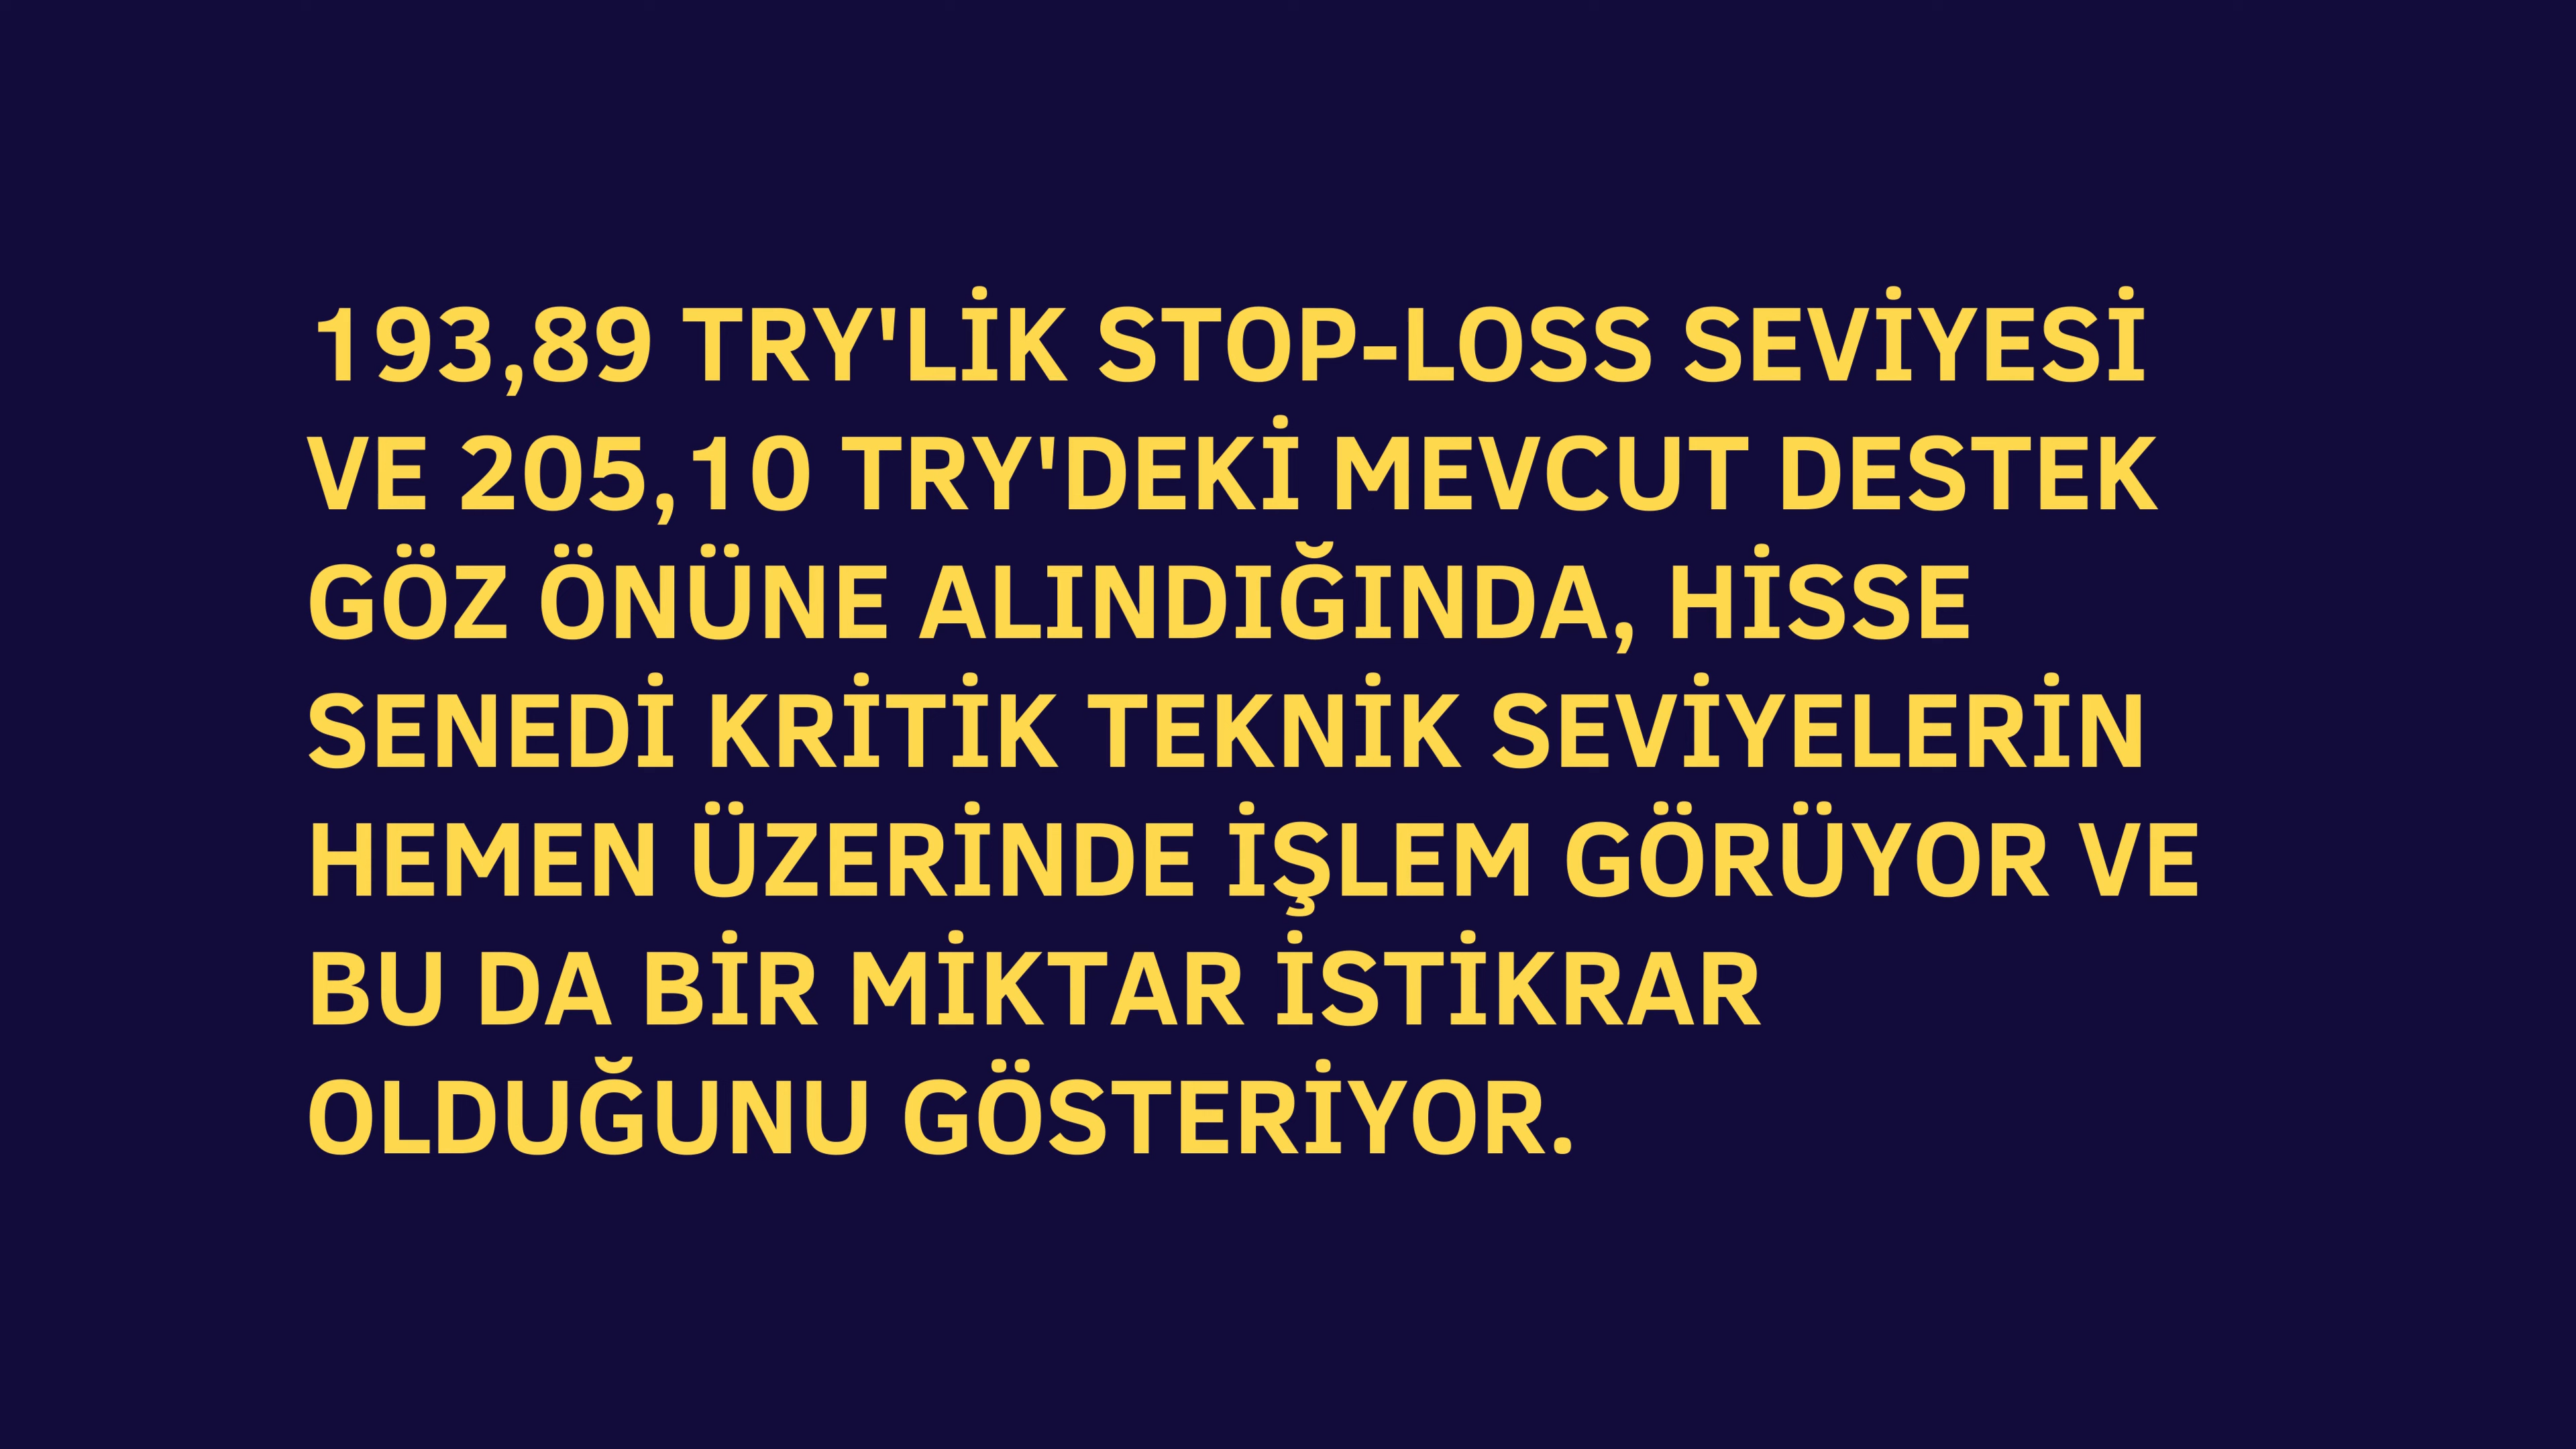 193,89 TRY'LİK STOP-LOSS SEVİYESİ
VE 205,10 TRY'DEKİ MEVCUT DESTEK
GÖZ ÖNÜNE ALINDIĞINDA, HİSSE
SENEDİ KRİTİK TEKNİK SEVİYELERİN
HEMEN ÜZERİNDE İŞLEM GÖRÜYOR VE
BU DA BİR MİKTAR İSTİKRAR
OLDUĞUNU GÖSTERİYOR.